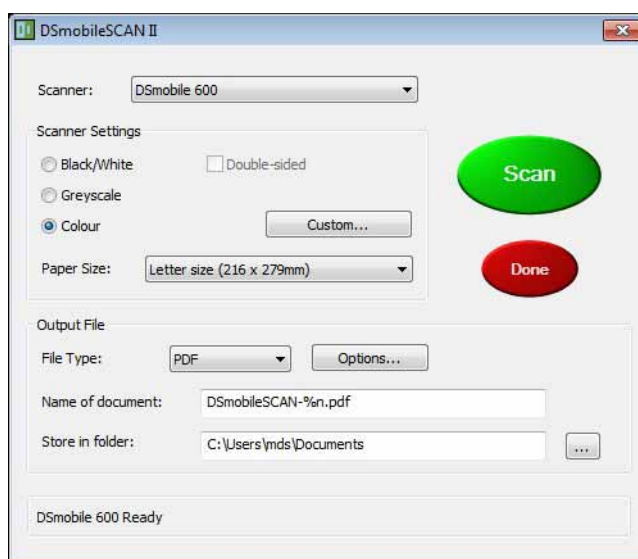 DSmobileSCAN II
Scanner: DSmobile 600
Scanner Settings
Black/White Double-sided
Greyscale
Colour Custom...
Paper Size: Letter size (216 x 279mm)
Scan
Done
Output File
File Type: PDF Options...
Name of document: DSmobileSCAN-%n.pdf
Store in folder: C:\Users\mds\Documents ...
DSmobile 600 Ready